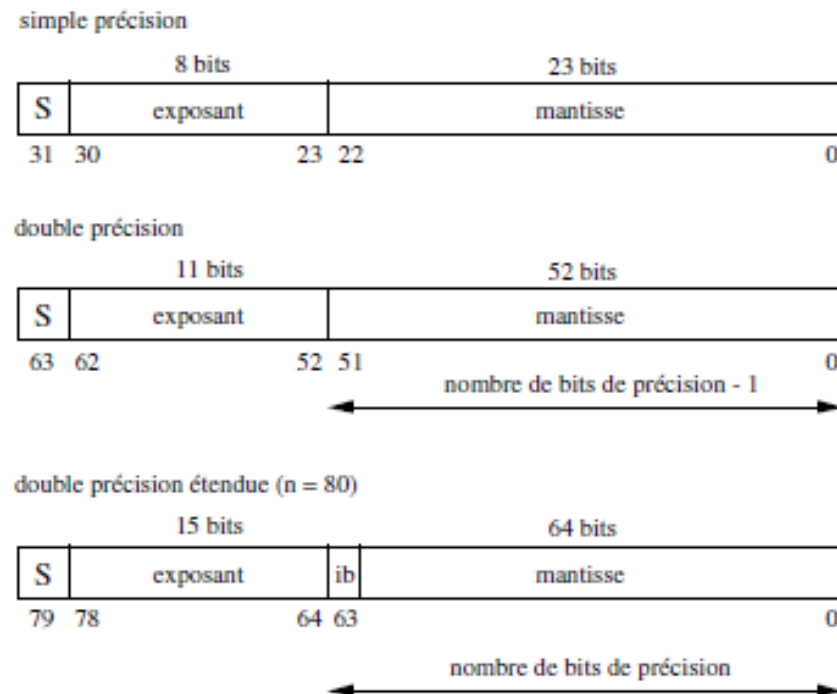 simple précision
8 bits 23 bits
S exposant mantisse
31 30 23 22 0
double précision
11 bits 52 bits
S exposant mantisse
63 62 52 51 0
nombre de bits de précision - 1
double précision étendue (n = 80)
15 bits 64 bits
S exposant ib mantisse
79 78 64 63 0
nombre de bits de précision